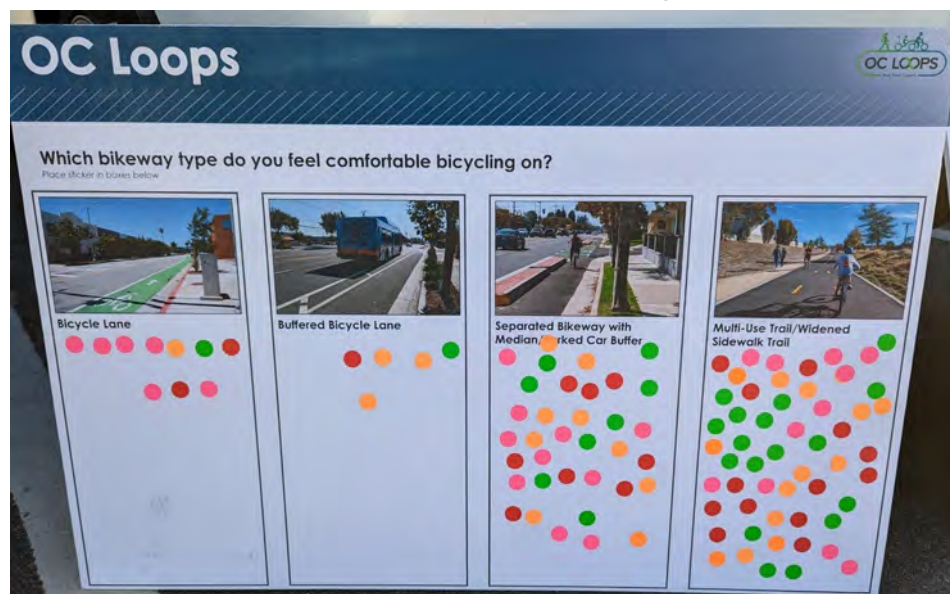 OC Loops
OC LOOPS
Which bikeway type do you feel comfortable bicycling on?
Place sticker in boxes below
Bicycle Lane
Buffered Bicycle Lane
Separated Bikeway with
Median/Parked Car Buffer
Multi-Use Trail/Widened
Sidewalk Trail